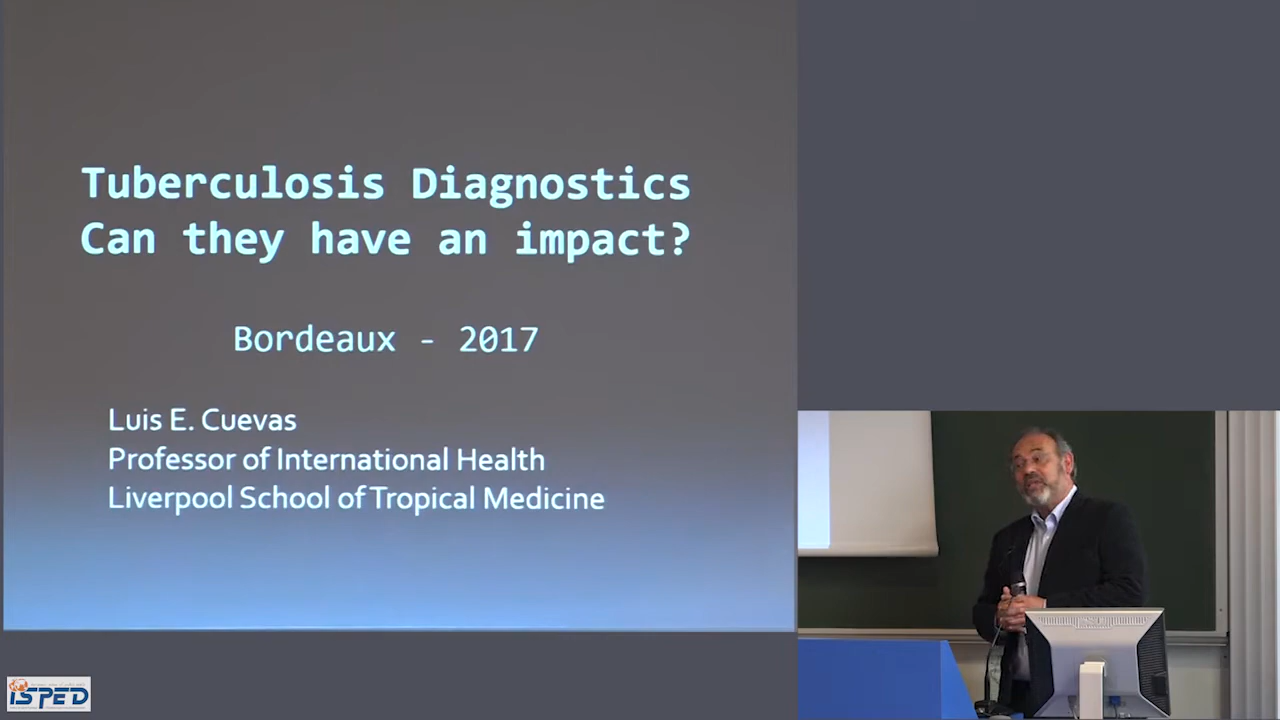 Tuberculosis Diagnostics
Can they have an impact?
Bordeaux - 2017
Luis E. Cuevas
Professor of International Health
Liverpool School of Tropical Medicine
ISPED